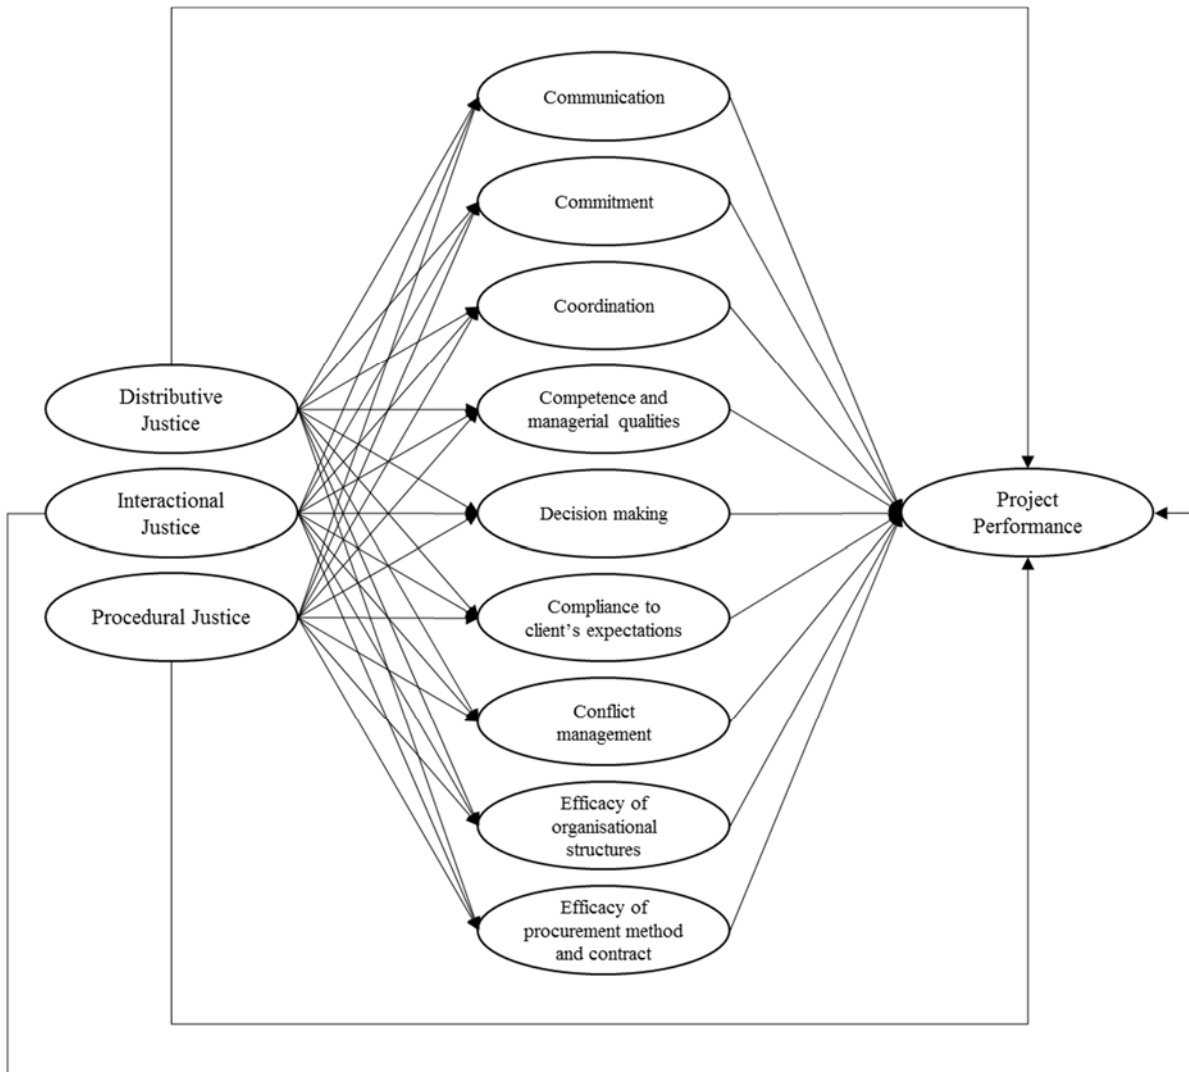 Communication
Commitment
Coordination
Distributive
Justice
Competence and
managerial qualities
Interactional
Justice
Decision making
Project
Performance
Procedural Justice
Compliance to
client's expectations
Conflict
management
Efficacy of
organisational
structures
Efficacy of
procurement method
and contract